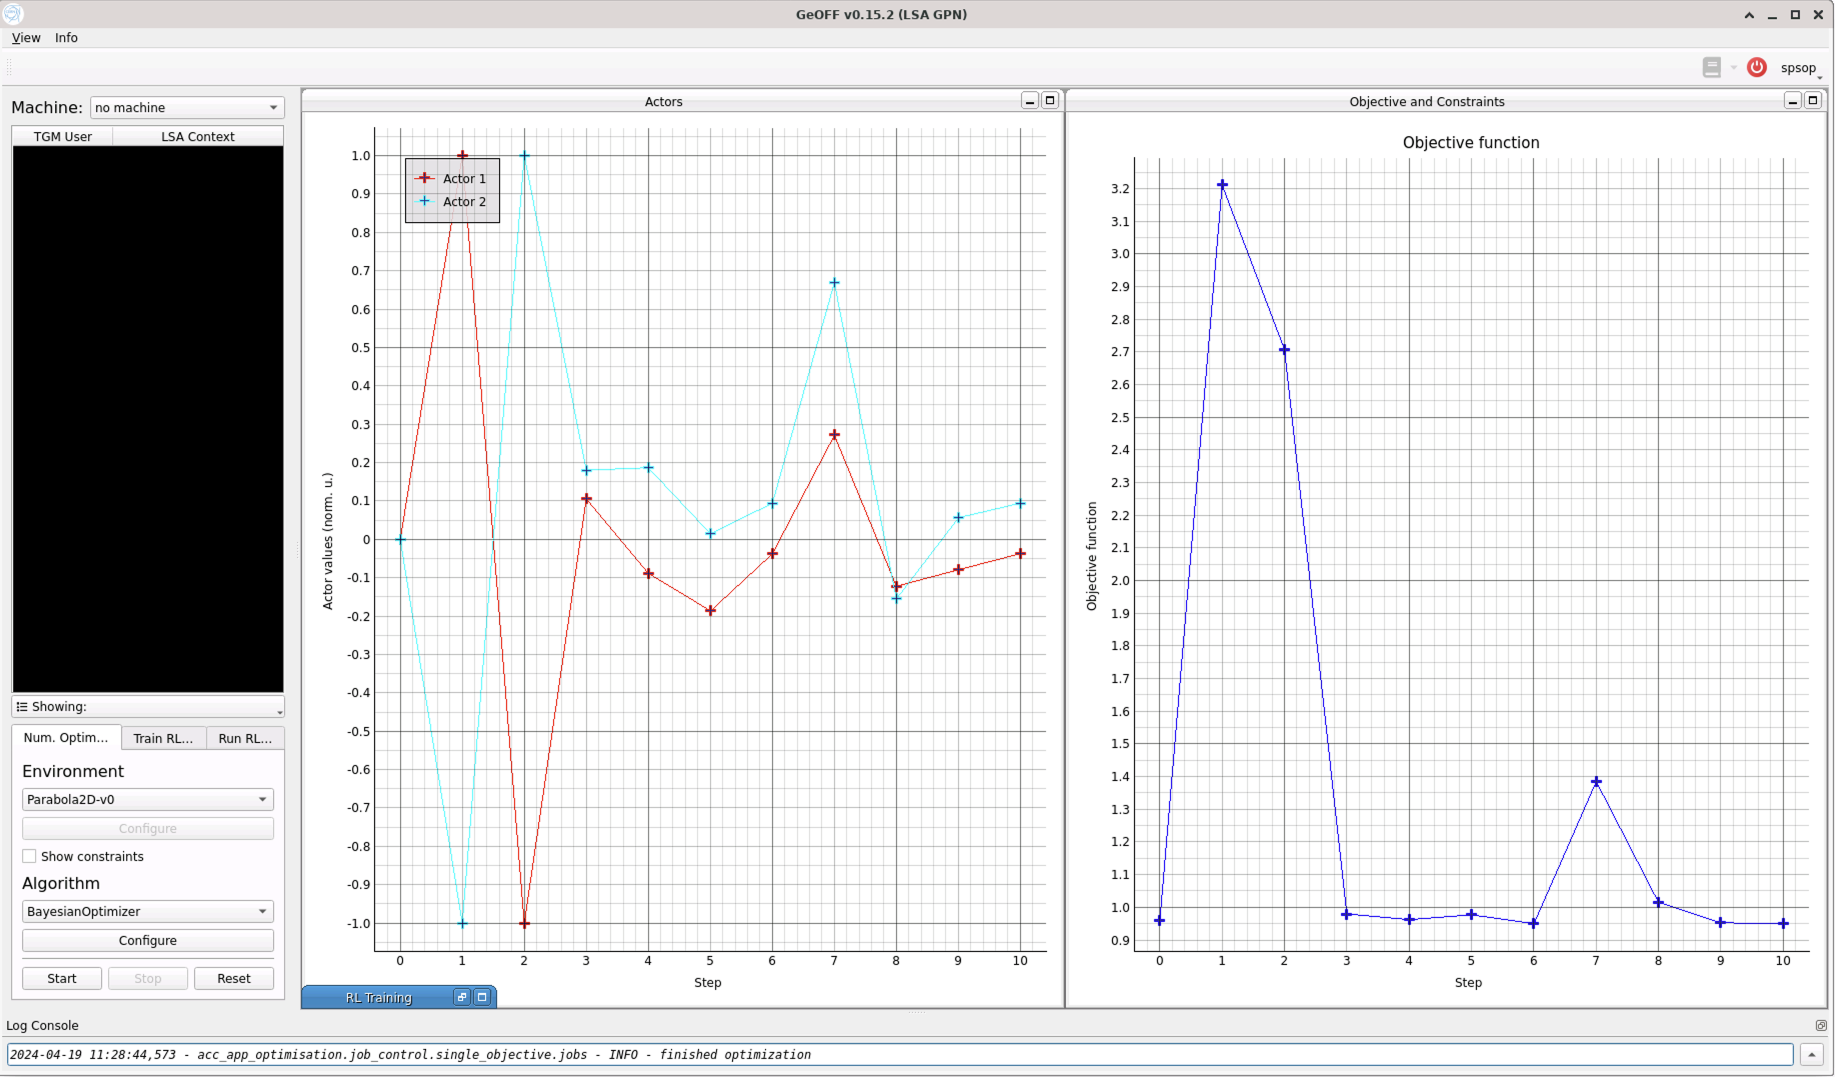 GeOFF v0.15.2 (LSA GPN)
View Info
spsop
Machine: no machine
TGM User LSA Context
Showing:
Num. Optim... Train RL... Run RL...
Environment
Parabola2D-v0
Configure
Show constraints
Algorithm
BayesianOptimizer
Configure
Start Stop Reset
Actors
Actor 1
Actor 2
1.0
0.9
0.8
0.7
0.6
0.5
0.4
0.3
0.2
0.1
0
-0.1
-0.2
-0.3
-0.4
-0.5
-0.6
-0.7
-0.8
-0.9
-1.0
Actor values (norm. u.)
0 1 2 3 4 5 6 7 8 9 10
Step
RL Training
Objective and Constraints
Objective function
3.2
3.1
3.0
2.9
2.8
2.7
2.6
2.5
2.4
2.3
2.2
2.1
2.0
1.9
1.8
1.7
1.6
1.5
1.4
1.3
1.2
1.1
1.0
0.9
Objective function
0 1 2 3 4 5 6 7 8 9 10
Step
Log Console
2024-04-19 11:28:44,573 - acc_app_optimisation.job_control.single_objective.jobs - INFO - finished optimization